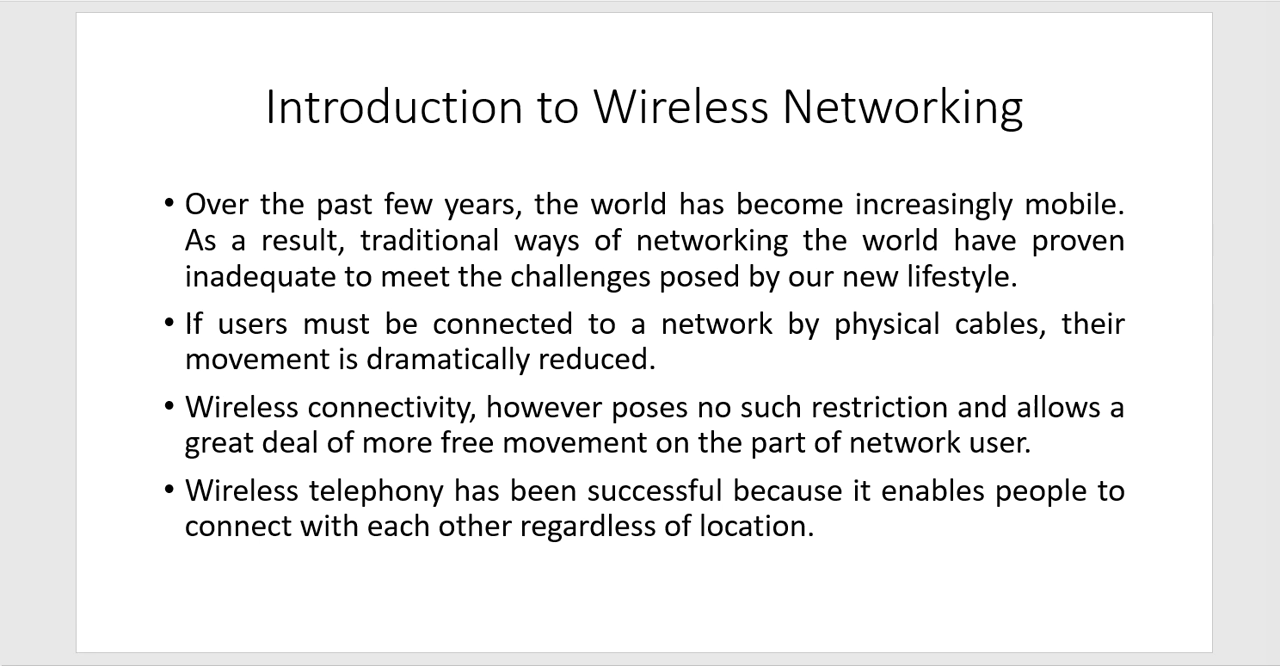 Introduction to Wireless Networking
• Over the past few years, the world has become increasingly mobile.
As a result, traditional ways of networking the world have proven
inadequate to meet the challenges posed by our new lifestyle.
• If users must be connected to a network by physical cables, their
movement is dramatically reduced.
• Wireless connectivity, however poses no such restriction and allows a
great deal of more free movement on the part of network user.
• Wireless telephony has been successful because it enables people to
connect with each other regardless of location.